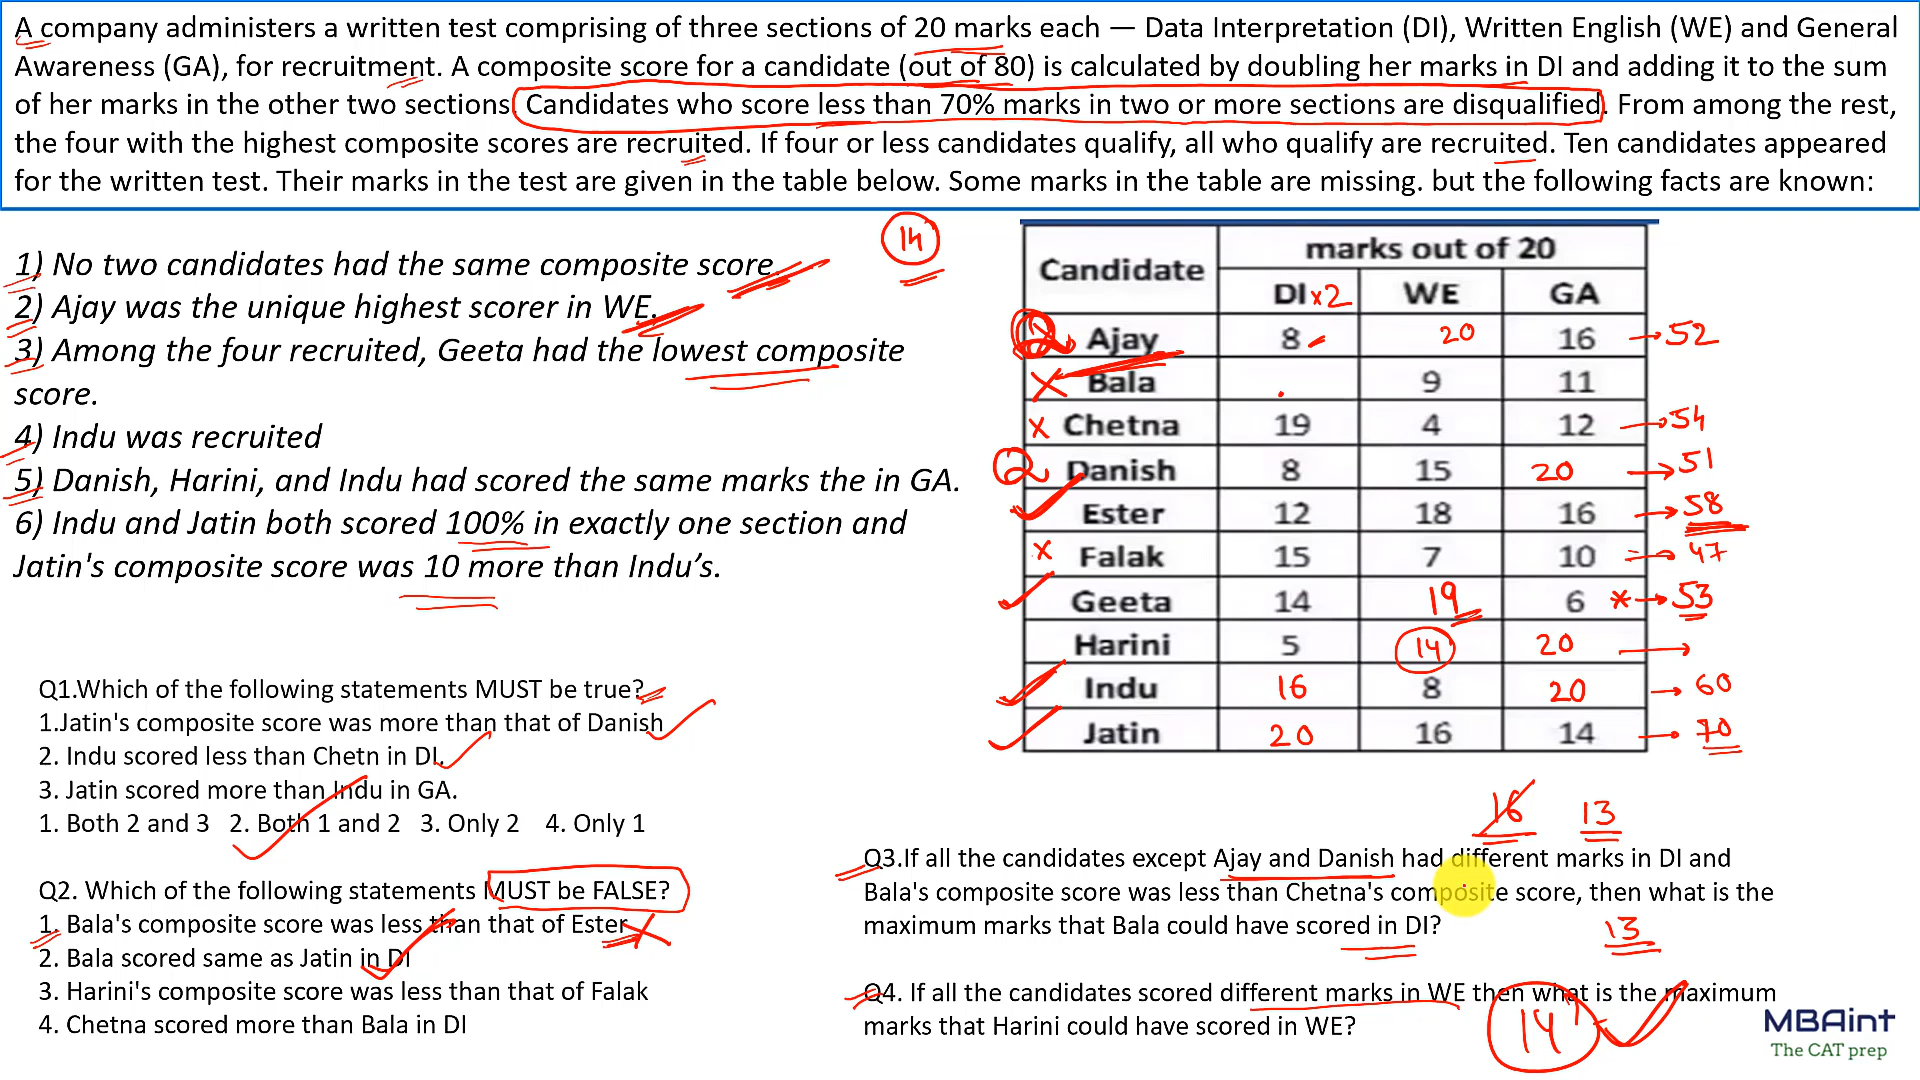 A company administers a written test comprising of three sections of 20 marks each — Data Interpretation (DI), Written English (WE) and General
Awareness (GA), for recruitment. A composite score for a candidate (out of 80) is calculated by doubling her marks in DI and adding it to the sum
of her marks in the other two sections. Candidates who score less than 70% marks in two or more sections are disqualified. From among the rest,
the four with the highest composite scores are recruited. If four or less candidates qualify, all who qualify are recruited. Ten candidates appeared
for the written test. Their marks in the test are given in the table below. Some marks in the table are missing. but the following facts are known:
14
1) No two candidates had the same composite score.
2) Ajay was the unique highest scorer in WE.
3) Among the four recruited, Geeta had the lowest composite
score.
4) Indu was recruited
5) Danish, Harini, and Indu had scored the same marks the in GA.
6) Indu and Jatin both scored 100% in exactly one section and
Jatin's composite score was 10 more than Indu's.
Candidate marks out of 20
DI x2 WE GA
Q Ajay 8 20 16 → 52
x Bala 9 11
x Chetna 19 4 12 → 54
Q Danish 8 15 20 → 51
Ester 12 18 16 → 58
x Falak 15 7 10 → 47
Geeta 14 19 6 * → 53
Harini 5 14 20 →
Indu 16 8 20 → 60
Jatin 20 16 14 → 70
Q1.Which of the following statements MUST be true?
1.Jatin's composite score was more than that of Danish
2. Indu scored less than Chetn in DI.
3. Jatin scored more than Indu in GA.
1. Both 2 and 3 2. Both 1 and 2 3. Only 2 4. Only 1
Q2. Which of the following statements MUST be FALSE?
1. Bala's composite score was less than that of Ester
2. Bala scored same as Jatin in DI
3. Harini's composite score was less than that of Falak
4. Chetna scored more than Bala in DI
16 13
Q3.If all the candidates except Ajay and Danish had different marks in DI and
Bala's composite score was less than Chetna's composite score, then what is the
maximum marks that Bala could have scored in DI?
13
Q4. If all the candidates scored different marks in WE then what is the maximum
marks that Harini could have scored in WE?
14
MBAint
The CAT prep